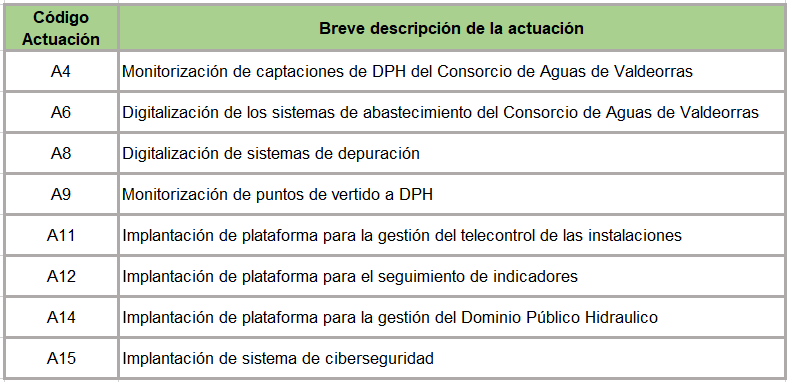 Código
Actuación
Breve descripción de la actuación
A4 Monitorización de captaciones de DPH del Consorcio de Aguas de Valdeorras
A6 Digitalización de los sistemas de abastecimiento del Consorcio de Aguas de Valdeorras
A8 Digitalización de sistemas de depuración
A9 Monitorización de puntos de vertido a DPH
A11 Implantación de plataforma para la gestión del telecontrol de las instalaciones
A12 Implantación de plataforma para el seguimiento de indicadores
A14 Implantación de plataforma para la gestión del Dominio Público Hidraulico
A15 Implantación de sistema de ciberseguridad